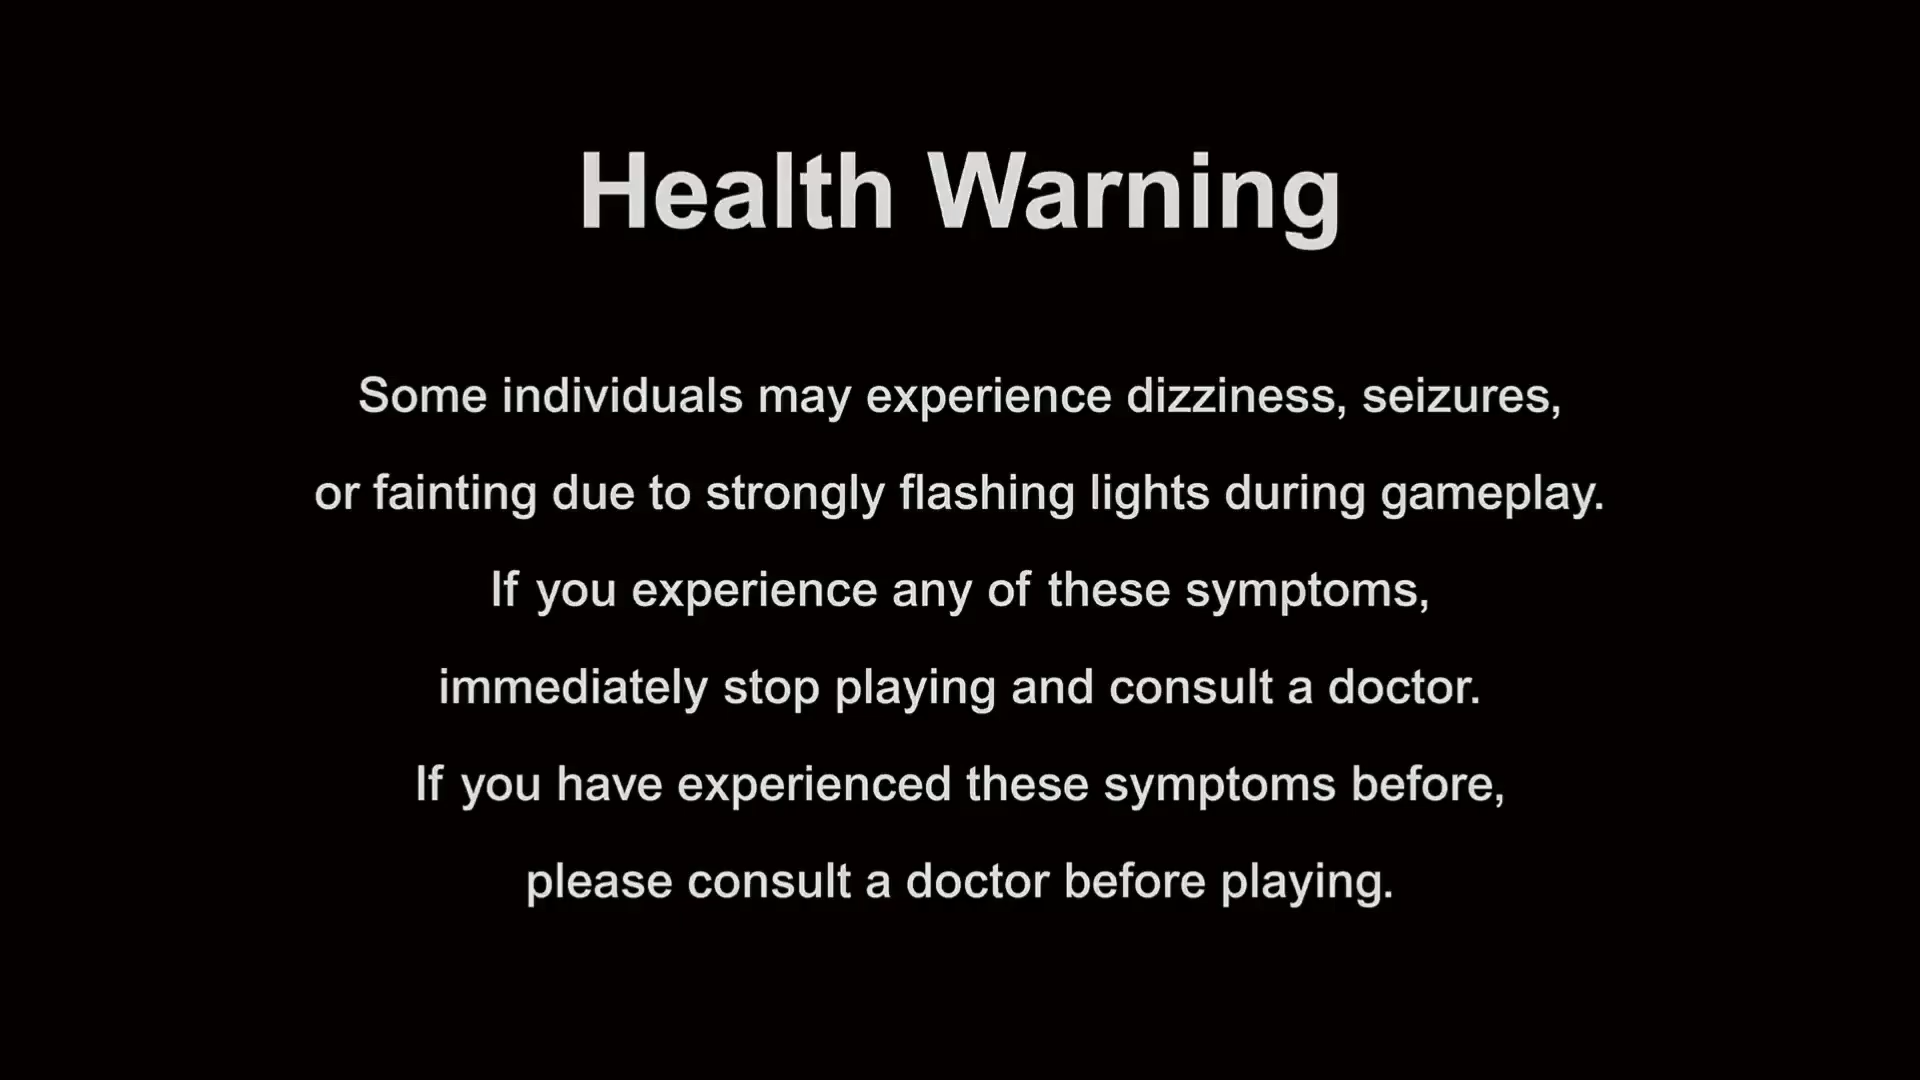 Health Warning
Some individuals may experience dizziness, seizures,
or fainting due to strongly flashing lights during gameplay.
If you experience any of these symptoms,
immediately stop playing and consult a doctor.
If you have experienced these symptoms before,
please consult a doctor before playing.